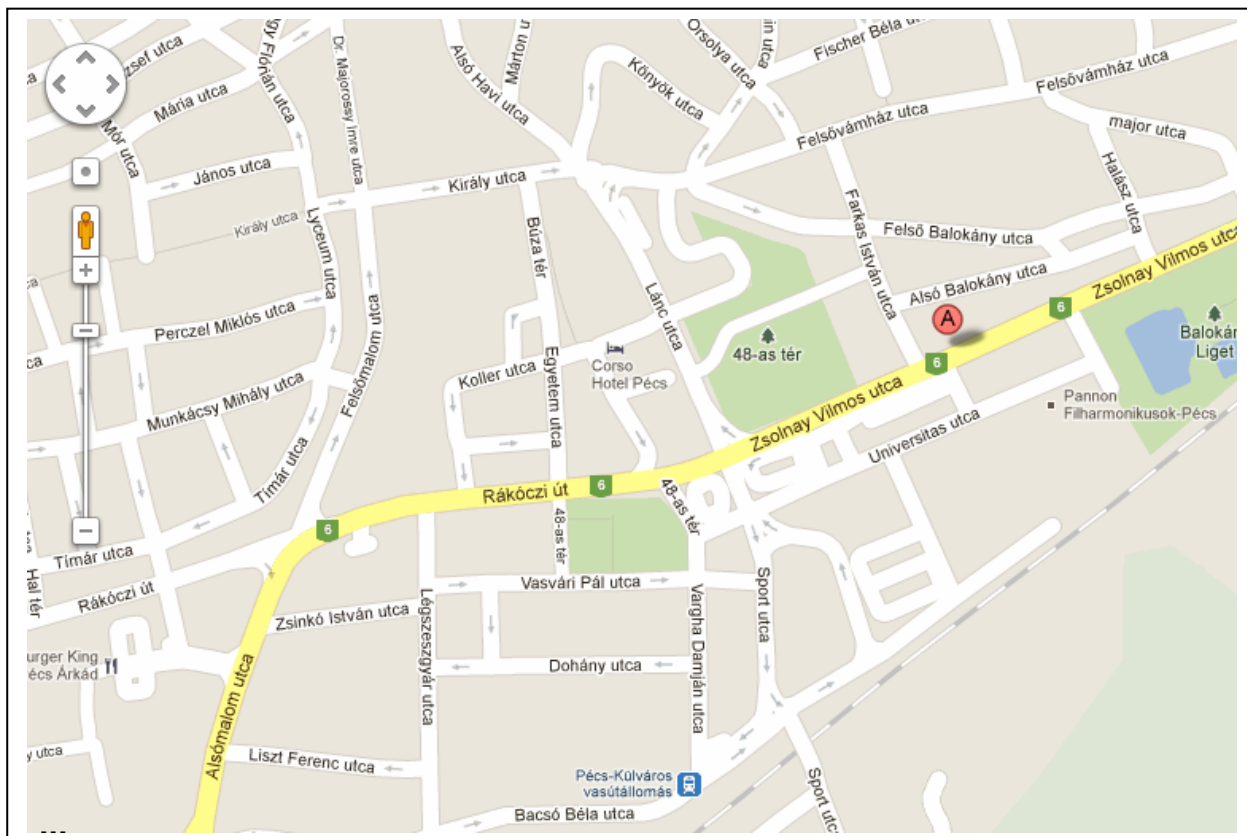 Mária utca
Dr. Majorossy Imre utca
Alsó Havi utca
Márton u
Könyök utca
Orsolya utca
Fischer Béla utca
Felsővámház utca
Felsővámház utca
major utca
Mór utca
János utca
Király utca
Király utca
Lyceum utca
Búza tér
Halász utca
Farkas István utca
Felső Balokány utca
Alsó Balokány utca
Zsolnay Vilmos utca
6
A
Lánc utca
Perczel Miklós utca
Felsőmalom utca
Munkácsy Mihály utca
Koller utca
Egyetem utca
Corso
Hotel Pécs
48-as tér
6
Balokán
Liget
Pannon
Filharmonikusok-Pécs
Zsolnay Vilmos utca
Universitas utca
Tímár utca
Rákóczi út
6
48-as tér
48-as tér
6
Tímár utca
Hal tér
Rákóczi út
Vasvári Pál utca
Zsinkó István utca
Légszeszgyár utca
Vargha Damján utca
Sport utca
Dohány utca
urger King
écs Árkád
Alsómalom utca
Liszt Ferenc utca
Pécs-Külváros
vasútállomás
Bacsó Béla utca
Sport utca